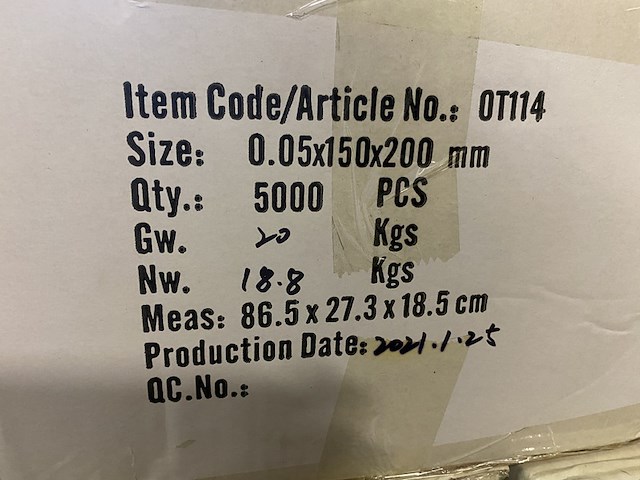 Item Code/Article No.: OT114
Size: 0.05x150x200 mm
Qty.: 5000 PCS
Gw. 20 Kgs
Nw. 18.8 Kgs
Meas: 86.5 x 27.3 x 18.5 cm
Production Date: 2021.1.25
QC.No.: